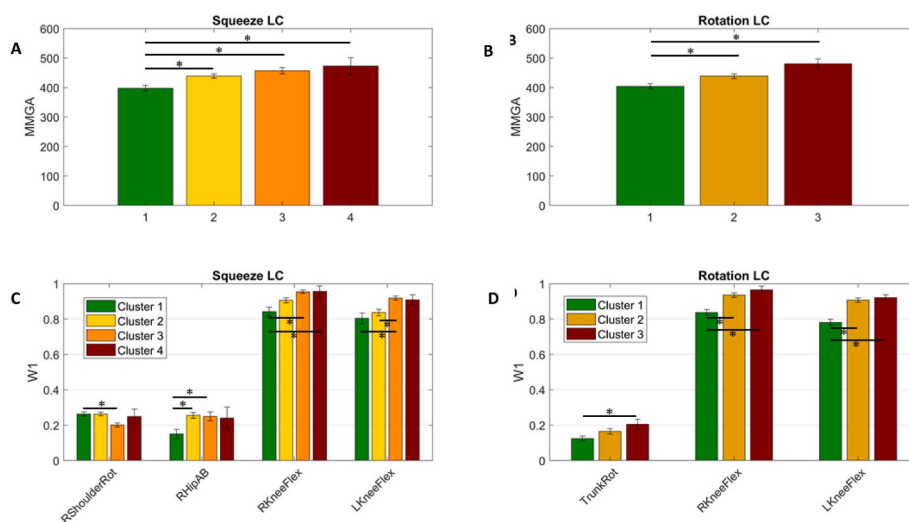 Squeeze LC
A
MMGA
600
500
400
300
200
100
0
*
*
*
1 2 3 4
Rotation LC
B
B
MMGA
600
500
400
300
200
100
0
*
*
1 2 3
Squeeze LC
C
W1
1
0.8
0.6
0.4
0.2
0
Cluster 1
Cluster 2
Cluster 3
Cluster 4
*
*
*
*
*
*
*
RShoulderRot
RHipAB
RKneeFlex
LKneeFlex
Rotation LC
D
W1
1
0.8
0.6
0.4
0.2
0
Cluster 1
Cluster 2
Cluster 3
*
*
*
*
*
TrunkRot
RKneeFlex
LKneeFlex